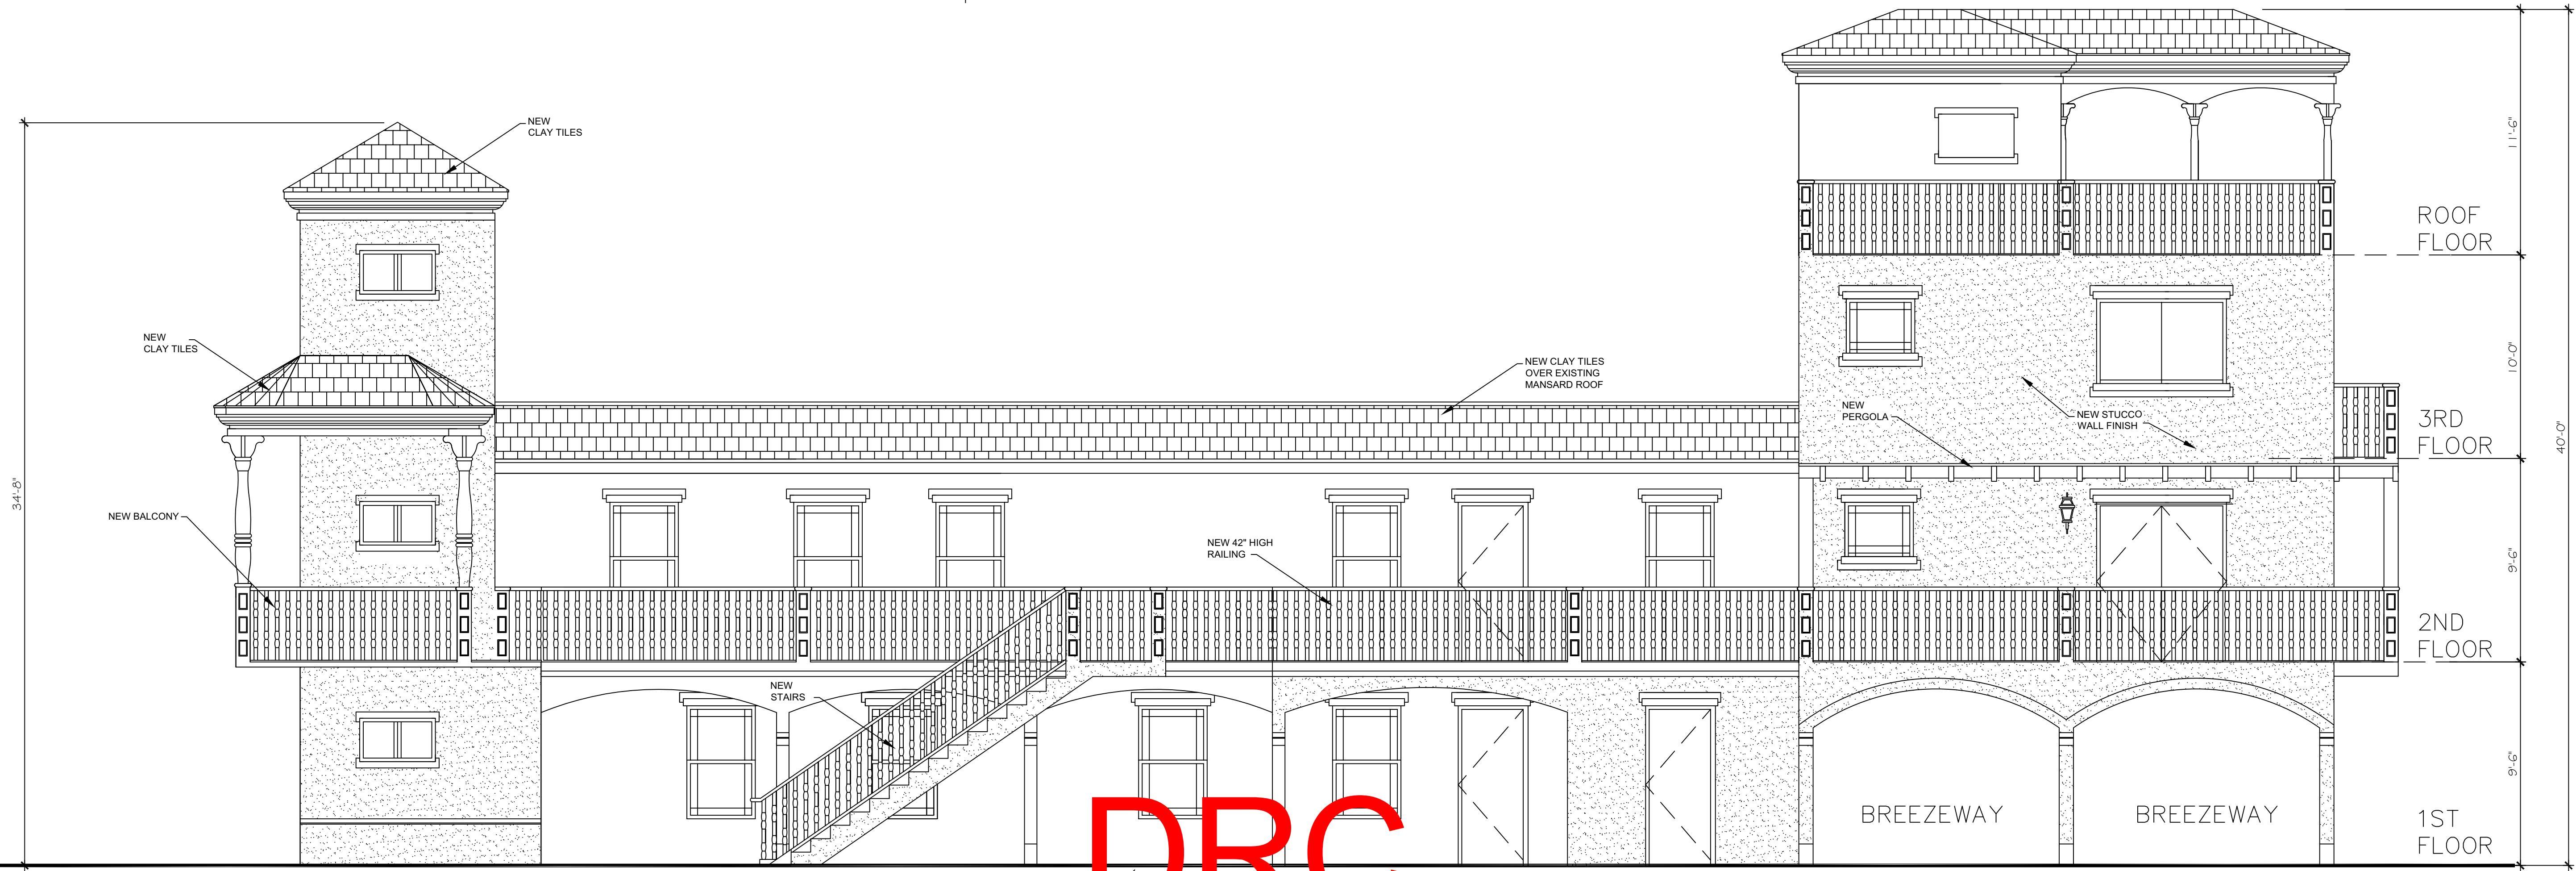 NEW
CLAY TILES
11'-6"
ROOF
FLOOR
34'-8"
NEW
CLAY TILES
NEW CLAY TILES
OVER EXISTING
MANSARD ROOF
10'-0"
NEW
PERGOLA
NEW STUCCO
WALL FINISH
3RD
FLOOR
40'-0"
NEW BALCONY
NEW 42" HIGH
RAILING
9'-6"
2ND
FLOOR
NEW
STAIRS
9'-6"
BREEZEWAY
BREEZEWAY
1ST
FLOOR
DRC